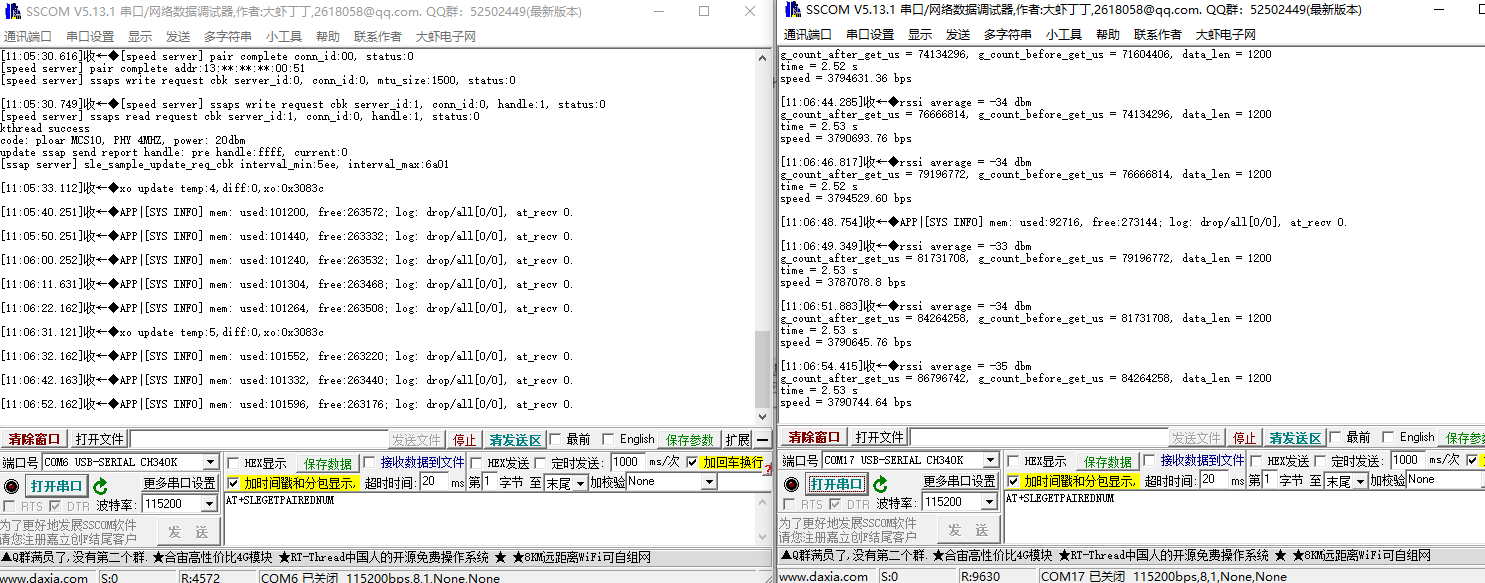 SSCOM V5.13.1 串口/网络数据调试器,作者:大虾丁丁,2618058@qq.com. QQ群: 52502449(最新版本)
通讯端口 串口设置 显示 发送 多字符串 小工具 帮助 联系作者 大虾电子网
[11:05:30.616]收←◆[speed server] pair complete conn_id:00, status:0
[speed server] pair complete addr:13:**:**:**:00:51
[speed server] ssaps write request cbk server_id:0, conn_id:0, mtu_size:1500, status:0
[11:05:30.749]收←◆[speed server] ssaps write request cbk server_id:1, conn_id:0, handle:1, status:0
[speed server] ssaps read request cbk server_id:1, conn_id:0, handle:1, status:0
kthread success
code: ploar MCS10, PHY 4MHZ, power: 20dbm
update ssap send report handle: pre handle:ffff, current:0
[ssap server] sle_sample_update_req_cbk interval_min:5ee, interval_max:6a01
[11:05:33.112]收←◆xo update temp:4,diff:0,xo:0x3083c
[11:05:40.251]收←◆APP|[SYS INFO] mem: used:101200, free:263572; log: drop/all[0/0], at_recv 0.
[11:05:50.251]收←◆APP|[SYS INFO] mem: used:101440, free:263332; log: drop/all[0/0], at_recv 0.
[11:06:00.252]收←◆APP|[SYS INFO] mem: used:101240, free:263532; log: drop/all[0/0], at_recv 0.
[11:06:11.631]收←◆APP|[SYS INFO] mem: used:101304, free:263468; log: drop/all[0/0], at_recv 0.
[11:06:22.162]收←◆APP|[SYS INFO] mem: used:101264, free:263508; log: drop/all[0/0], at_recv 0.
[11:06:31.121]收←◆xo update temp:5,diff:0,xo:0x3083c
[11:06:32.162]收←◆APP|[SYS INFO] mem: used:101552, free:263220; log: drop/all[0/0], at_recv 0.
[11:06:42.163]收←◆APP|[SYS INFO] mem: used:101332, free:263440; log: drop/all[0/0], at_recv 0.
[11:06:52.162]收←◆APP|[SYS INFO] mem: used:101596, free:263176; log: drop/all[0/0], at_recv 0.
清除窗口 打开文件 发送文件 停止 清发送区 最前 English 保存参数 扩展 —
端口号 COM6 USB-SERIAL CH340K HEX显示 保存数据 接收数据到文件 HEX发送 定时发送: 1000 ms/次 加回车换行
打开串口 更多串口设置 加时间戳和分包显示. 超时时间: 20 ms 第 1 字节 至 末尾 加校验 None
RTS DTR 波特率: 115200 AT+SLEGETPAIREDNUM
为了更好地发展SSCOM软件
请您注册嘉立创F结尾客户
发 送
▲Q群满员了,没有第二个群. ★合宙高性价比4G模块 ★RT-Thread中国人的开源免费操作系统 ★ ★8KM远距离WiFi可自组网
www.daxia.com S:0 R:4572 COM6 已关闭 115200bps,8,1,None,None
SSCOM V5.13.1 串口/网络数据调试器,作者:大虾丁丁,2618058@qq.com. QQ群: 52502449(最新版本)
通讯端口 串口设置 显示 发送 多字符串 小工具 帮助 联系作者 大虾电子网
g_count_after_get_us = 74134296, g_count_before_get_us = 71604406, data_len = 1200
time = 2.52 s
speed = 3794631.36 bps
[11:06:44.285]收←◆rssi average = -34 dbm
g_count_after_get_us = 76666814, g_count_before_get_us = 74134296, data_len = 1200
time = 2.53 s
speed = 3790693.76 bps
[11:06:46.817]收←◆rssi average = -34 dbm
g_count_after_get_us = 79196772, g_count_before_get_us = 76666814, data_len = 1200
time = 2.52 s
speed = 3794529.60 bps
[11:06:48.754]收←◆APP|[SYS INFO] mem: used:92716, free:273144; log: drop/all[0/0], at_recv 0.
[11:06:49.349]收←◆rssi average = -33 dbm
g_count_after_get_us = 81731708, g_count_before_get_us = 79196772, data_len = 1200
time = 2.53 s
speed = 3787078.8 bps
[11:06:51.883]收←◆rssi average = -34 dbm
g_count_after_get_us = 84264258, g_count_before_get_us = 81731708, data_len = 1200
time = 2.53 s
speed = 3790645.76 bps
[11:06:54.415]收←◆rssi average = -35 dbm
g_count_after_get_us = 86796742, g_count_before_get_us = 84264258, data_len = 1200
time = 2.53 s
speed = 3790744.64 bps
清除窗口 打开文件 发送文件 停止 清发送区 最前 English 保存参
端口号 COM17 USB-SERIAL CH340K HEX显示 保存数据 接收数据到文件 HEX发送 定时发送: 1000 ms/次
打开串口 更多串口设置 加时间戳和分包显示. 超时时间: 20 ms 第 1 字节 至 末尾 加校验 None
RTS DTR 波特率: 115200 AT+SLEGETPAIREDNUM
为了更好地发展SSCOM软件
请您注册嘉立创F结尾客户
发 送
▲Q群满员了,没有第二个群. ★合宙高性价比4G模块 ★RT-Thread中国人的开源免费操作系统 ★ ★8KM远距离WiFi可自组网
www.daxia.com S:0 R:9630 COM17 已关闭 115200bps,8,1,None,None